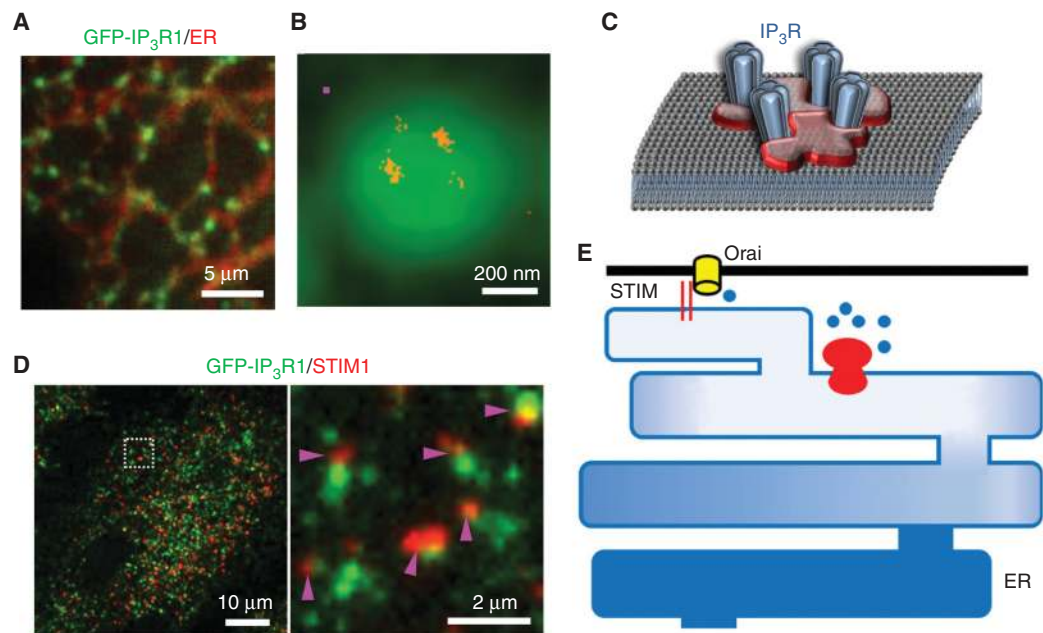 A
GFP-IP₃R1/ER
5 μm
B
200 nm
C
IP₃R
D
GFP-IP₃R1/STIM1
10 μm
2 μm
E
Orai
STIM
ER